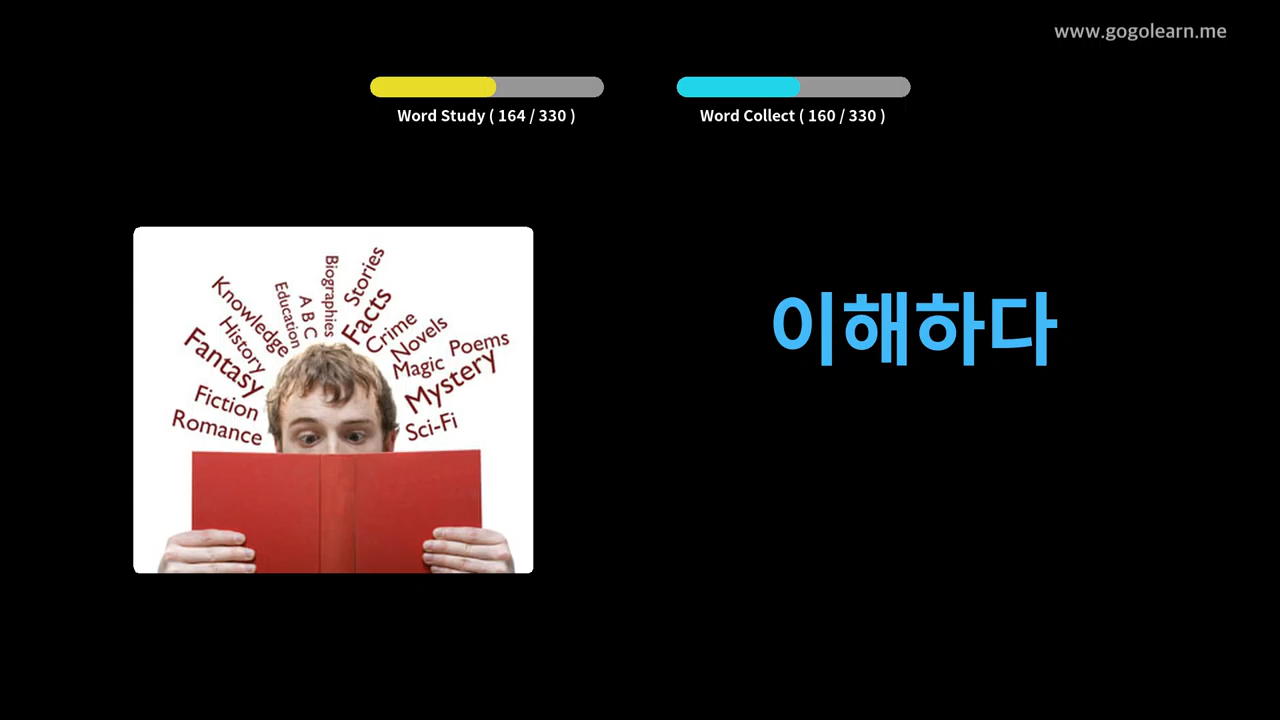 www.gogolearn.me
Word Study ( 164 / 330 )
Word Collect ( 160 / 330 )
Knowledge
History
Fantasy
Fiction
Romance
Education
A B C
Biographies
Stories
Facts
Crime
Novels
Magic
Poems
Mystery
Sci-Fi
이해하다